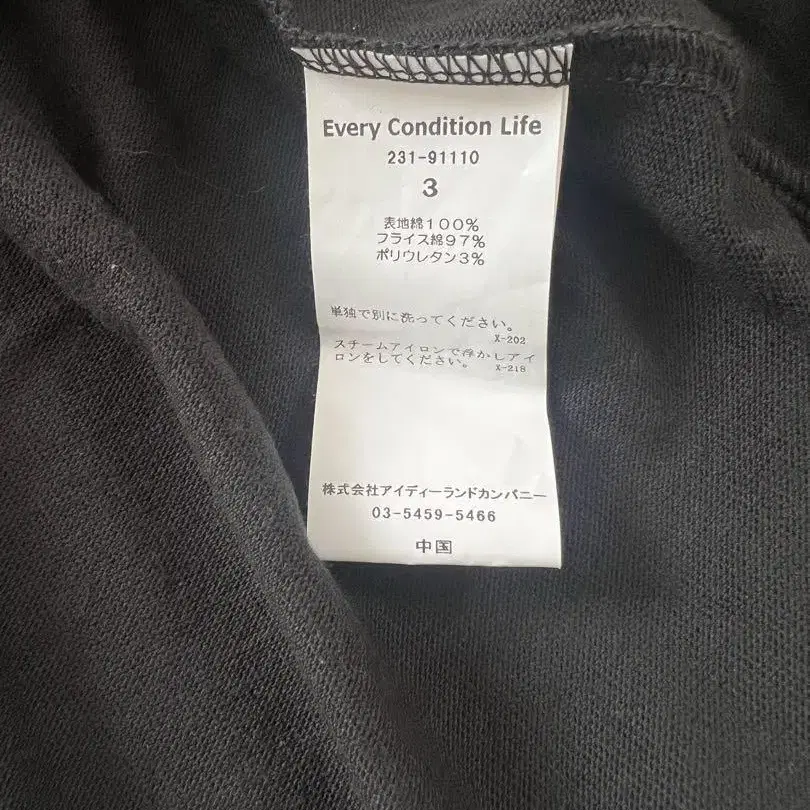 Every Condition Life
231-91110
3
表地綿１００％
フライス綿９７％
ポリウレタン３％
単独で別に洗ってください。
X-202
スチームアイロンで浮かしアイ
ロンをしてください。 X-218
株式会社アイディーランドカンパニー
03-5459-5466
中国